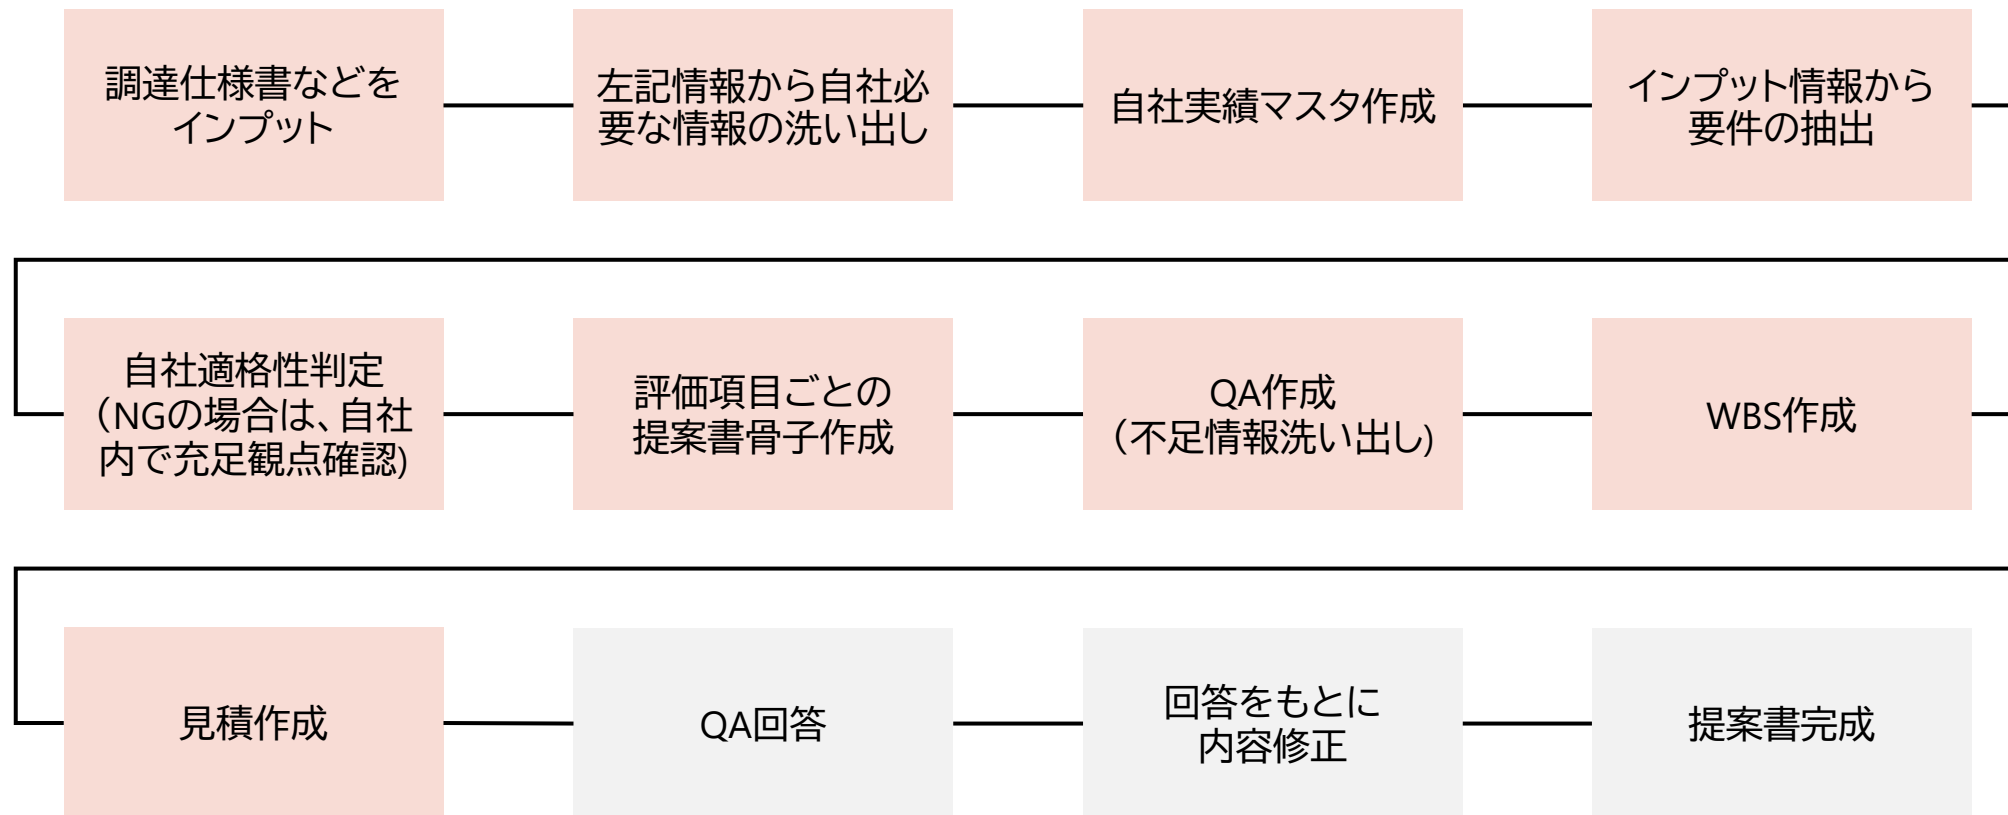 調達仕様書などを
インプット
左記情報から自社必
要な情報の洗い出し
自社実績マスタ作成
インプット情報から
要件の抽出
自社適格性判定
（NGの場合は、自社
内で充足観点確認)
評価項目ごとの
提案書骨子作成
QA作成
（不足情報洗い出し)
WBS作成
見積作成
QA回答
回答をもとに
内容修正
提案書完成